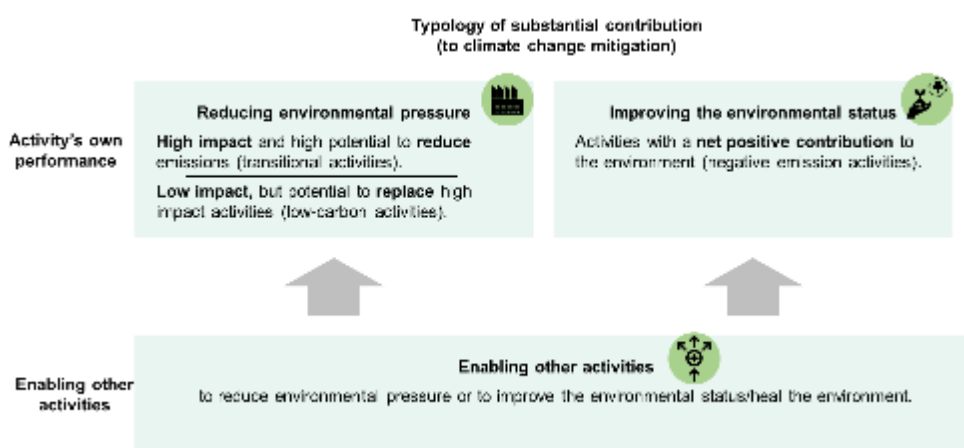 Typology of substantial contribution
(to climate change mitigation)
Activity's own
performance
Reducing environmental pressure
High impact and high potential to reduce
emissions (transitional activities).
Low impact, but potential to replace high
impact activities (low-carbon activities).
Improving the environmental status
Activities with a net positive contribution to
the environment (negative emission activities).
Enabling other
activities
Enabling other activities
to reduce environmental pressure or to improve the environmental status/heal the environment.